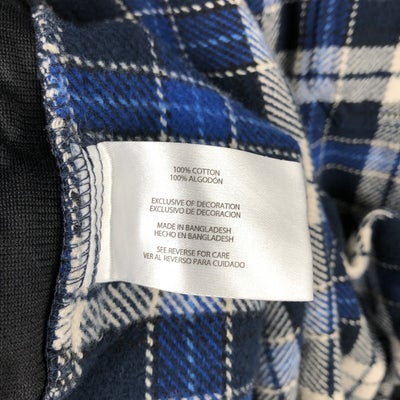 100% COTTON
100% ALGODÓN
EXCLUSIVE OF DECORATION
EXCLUSIVO DE DECORACION
MADE IN BANGLADESH
HECHO EN BANGLADESH
SEE REVERSE FOR CARE
VER AL REVERSO PARA CUIDADO